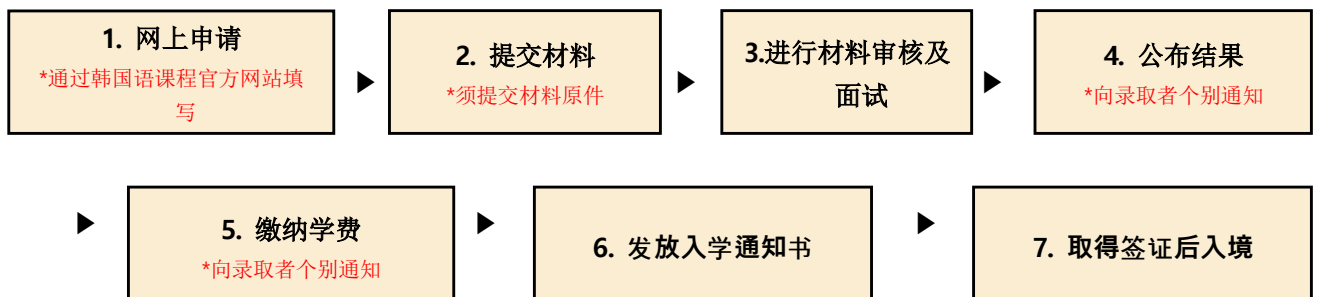 1. 网上申请
*通过韩国语课程官方网站填
写
2. 提交材料
*须提交材料原件
3.进行材料审核及
面试
4. 公布结果
*向录取者个别通知
5. 缴纳学费
*向录取者个别通知
6. 发放入学通知书
7. 取得签证后入境